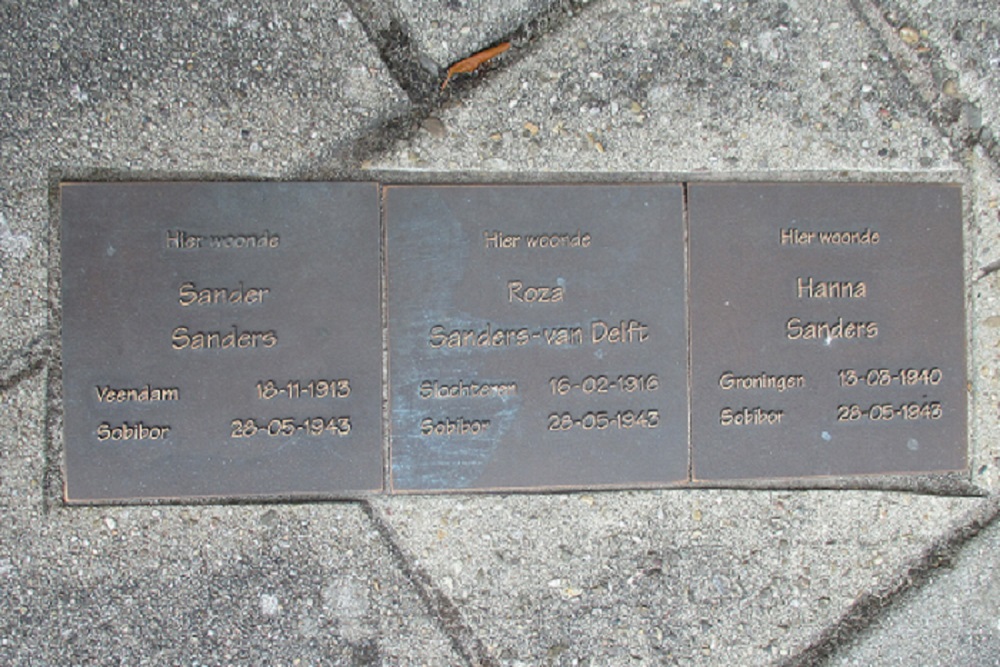 Hier woonde
Sander
Sanders
Veendam 18-11-1913
Sobibor 28-05-1943
Hier woonde
Roza
Sanders-van Delft
Slochteren 16-02-1916
Sobibor 28-05-1943
Hier woonde
Hanna
Sanders
Groningen 13-03-1940
Sobibor 28-05-1943